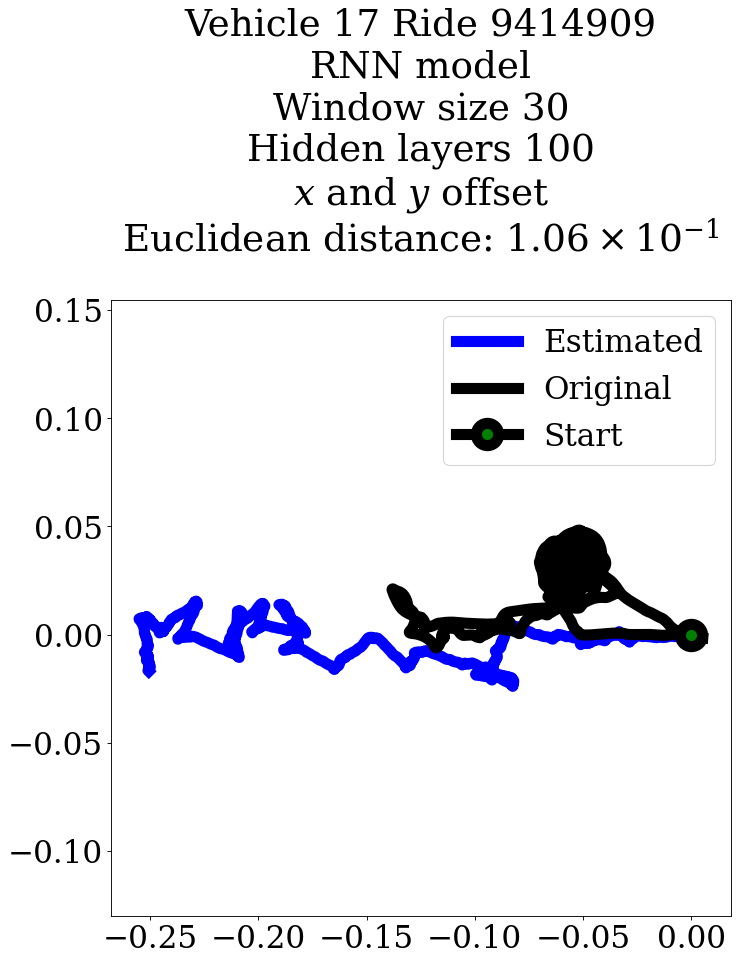 Vehicle 17 Ride 9414909
RNN model
Window size 30
Hidden layers 100
x and y offset
Euclidean distance: 1.06 × 10⁻¹
Estimated
Original
Start
0.15
0.10
0.05
0.00
−0.05
−0.10
−0.25 −0.20 −0.15 −0.10 −0.05 0.00